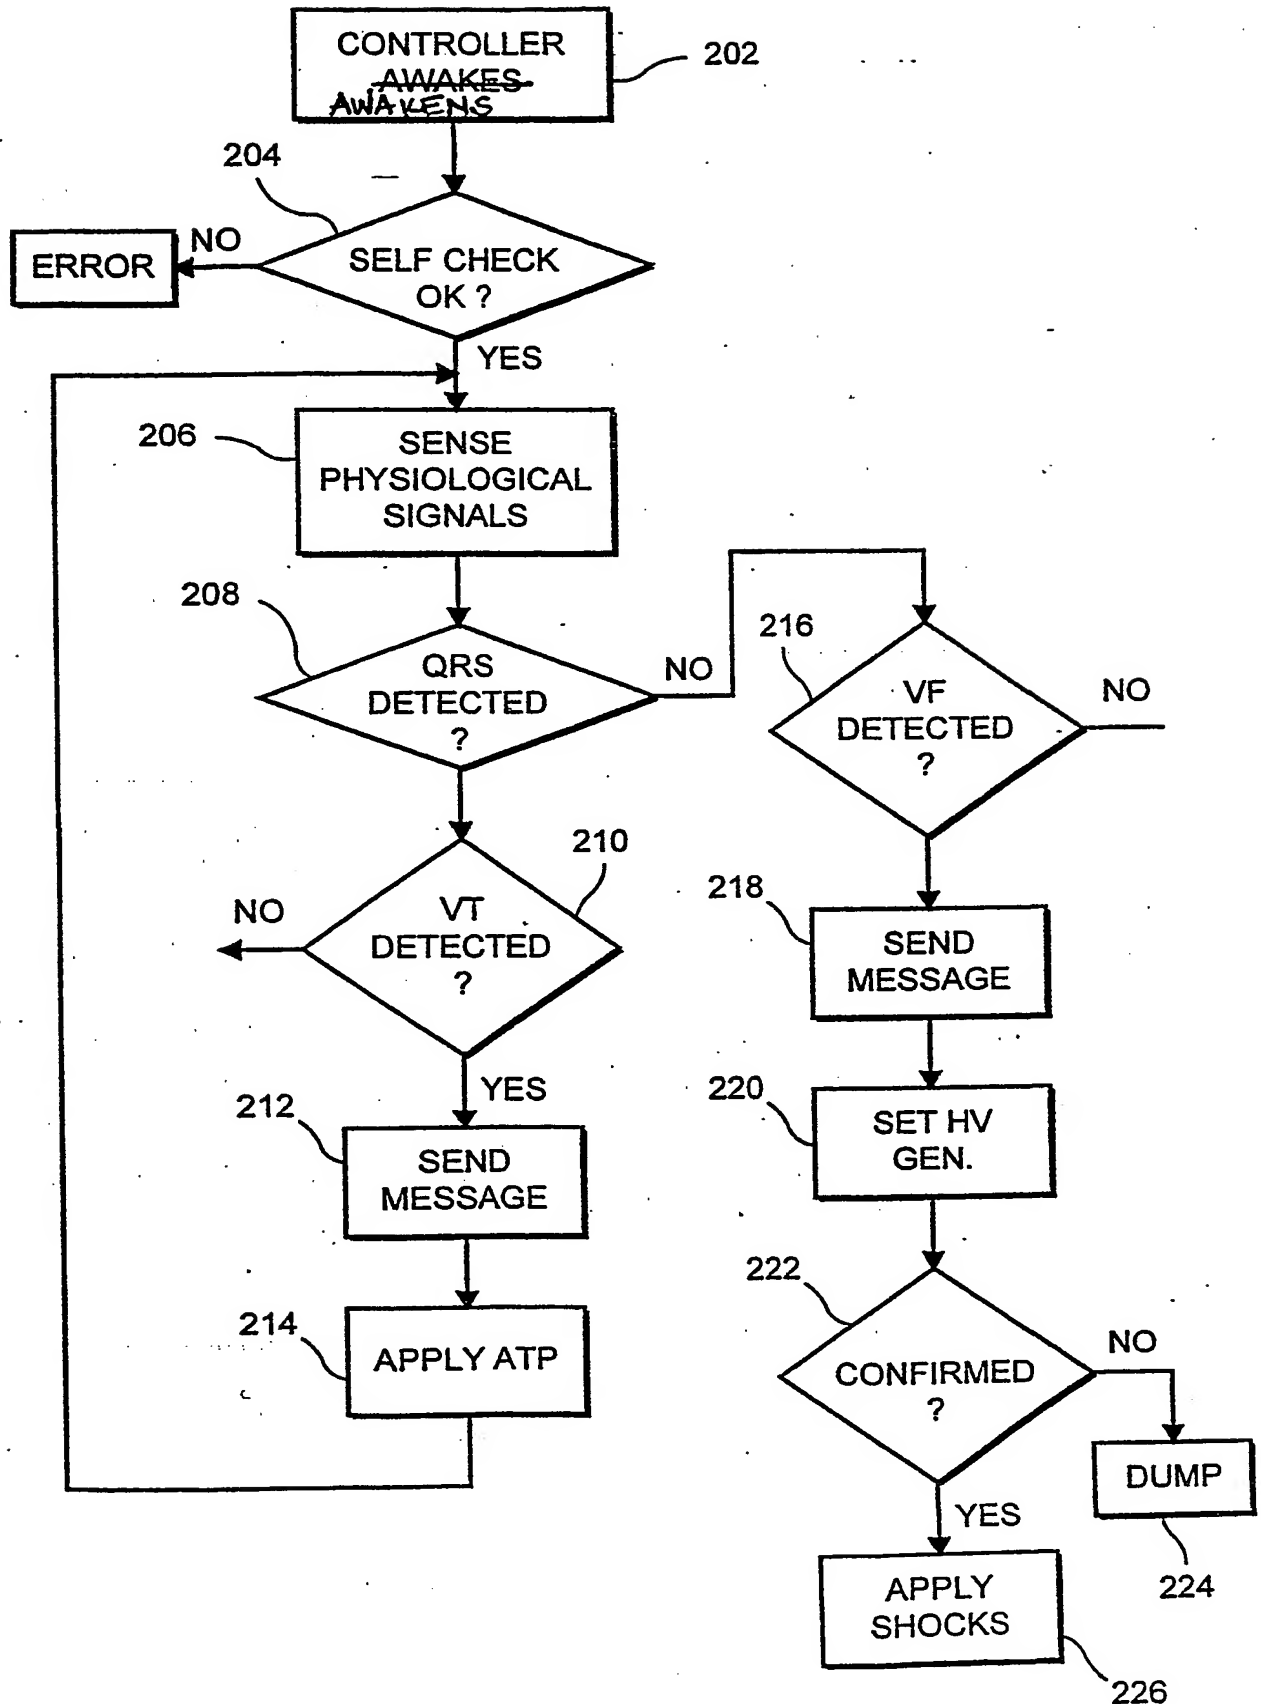 CONTROLLER
AWAKES
AWAKENS
202
204
SELF CHECK
OK ?
NO
ERROR
YES
206
SENSE
PHYSIOLOGICAL
SIGNALS
208
QRS
DETECTED
?
NO
216
VF
DETECTED
?
NO
210
VT
DETECTED
?
NO
YES
212
SEND
MESSAGE
214
APPLY ATP
218
SEND
MESSAGE
220
SET HV
GEN.
222
CONFIRMED
?
NO
DUMP
224
YES
APPLY
SHOCKS
226